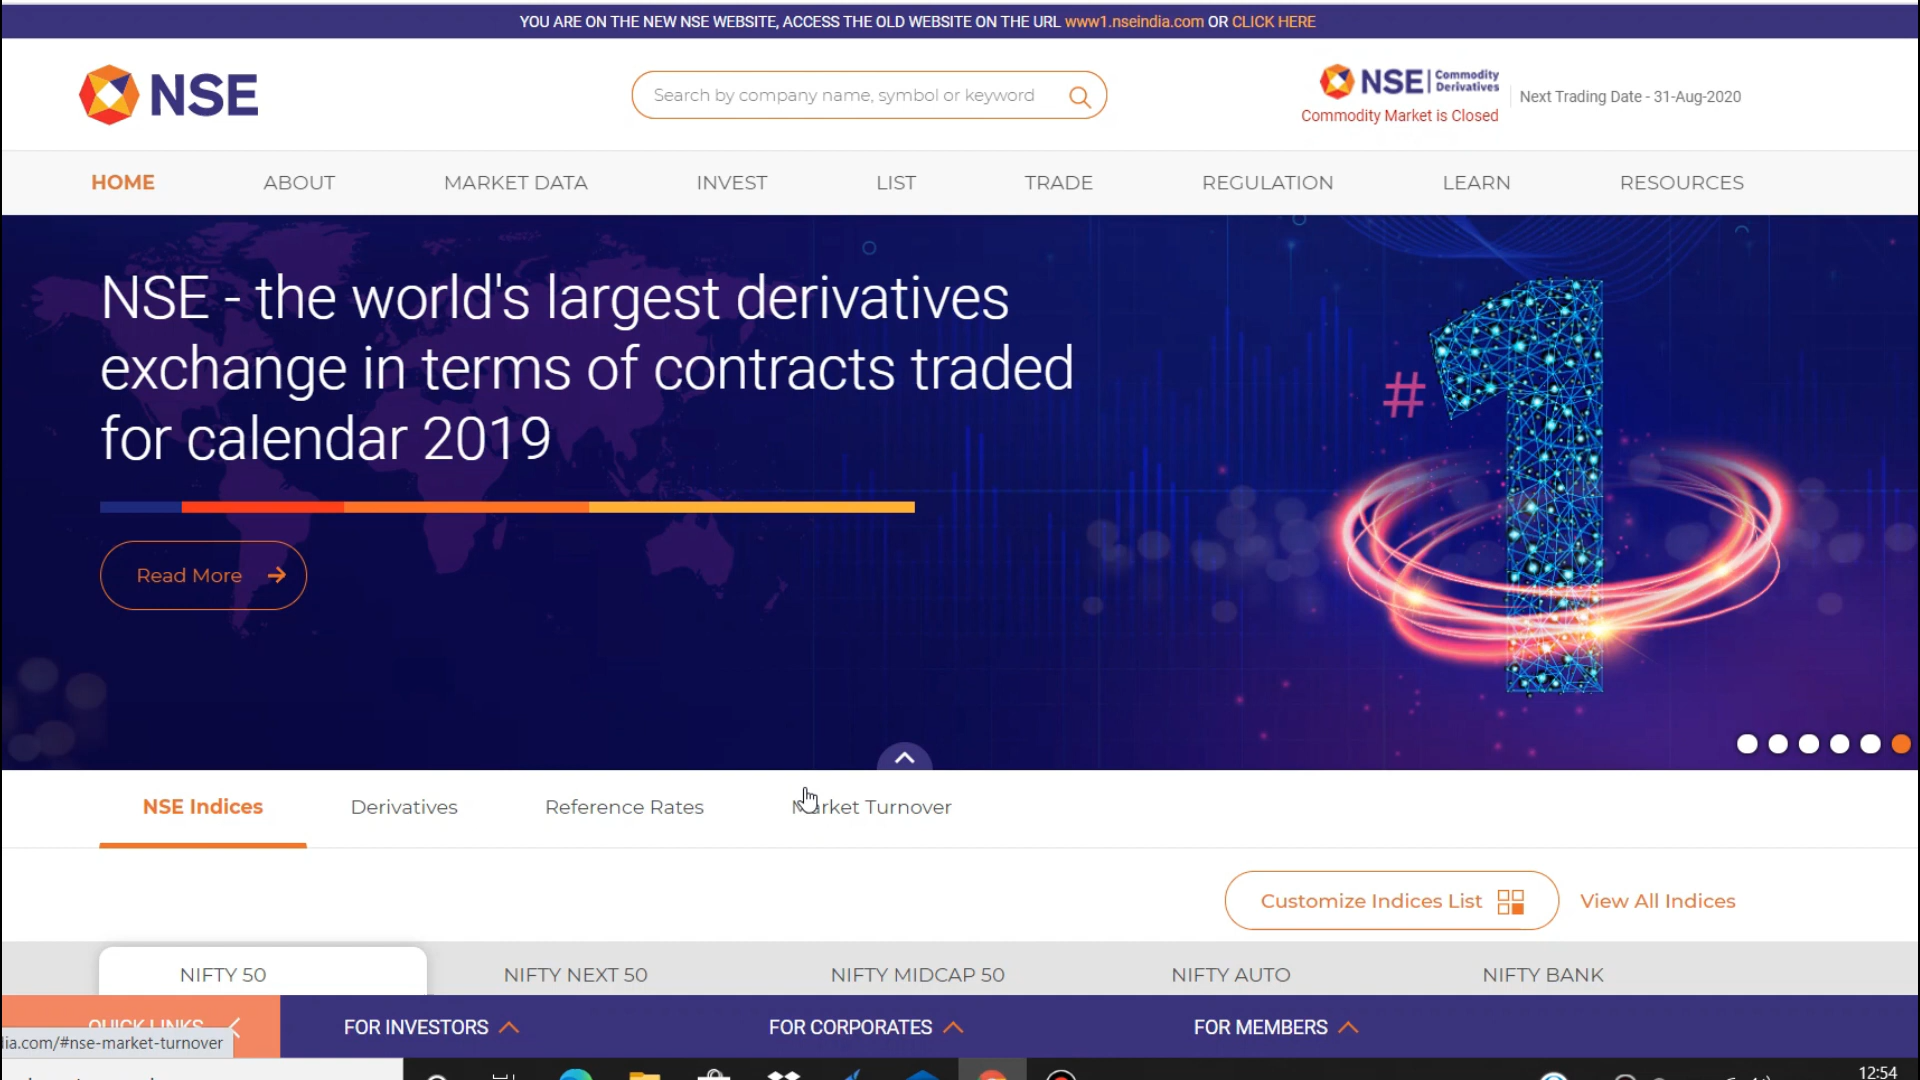 YOU ARE ON THE NEW NSE WEBSITE, ACCESS THE OLD WEBSITE ON THE URL www1.nseindia.com OR CLICK HERE
NSE
Search by company name, symbol or keyword
NSE | Commodity Derivatives
Commodity Market is Closed
Next Trading Date - 31-Aug-2020
HOME ABOUT MARKET DATA INVEST LIST TRADE REGULATION LEARN RESOURCES
NSE - the world's largest derivatives
exchange in terms of contracts traded
for calendar 2019
#1
Read More
NSE Indices Derivatives Reference Rates Market Turnover
Customize Indices List View All Indices
NIFTY 50 NIFTY NEXT 50 NIFTY MIDCAP 50 NIFTY AUTO NIFTY BANK
QUICK LINKS FOR INVESTORS FOR CORPORATES FOR MEMBERS
ia.com/#nse-market-turnover
12:54